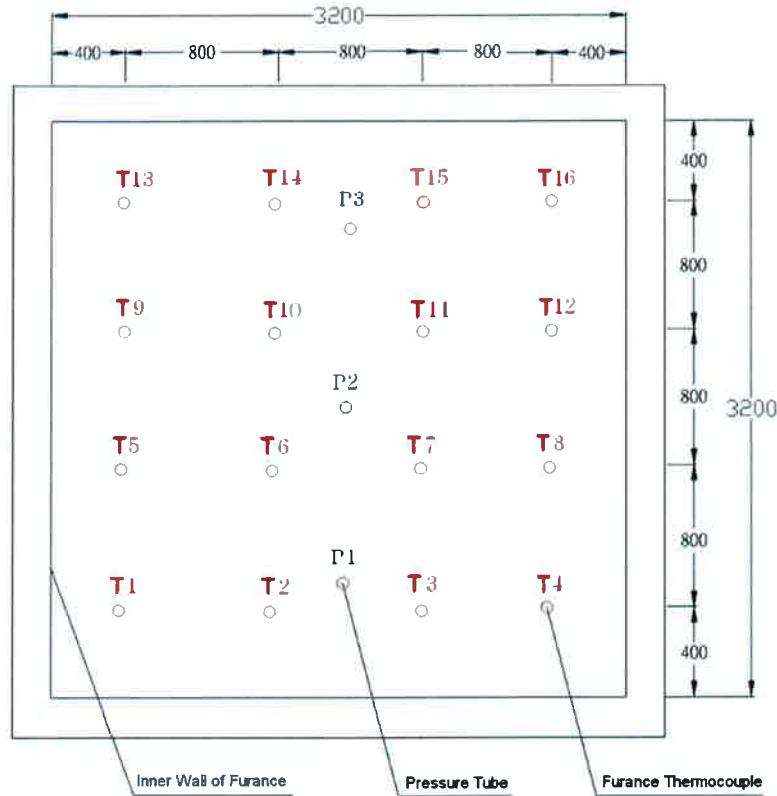 3200
400 800 800 800 400
T13 T14 T15 T16
P3
400
800
T9 T10 T11 T12
800
P2
3200
T5 T6 T7 T8
800
P1
T1 T2 T3 T4
400
Inner Wall of Furance
Pressure Tube
Furance Thermocouple